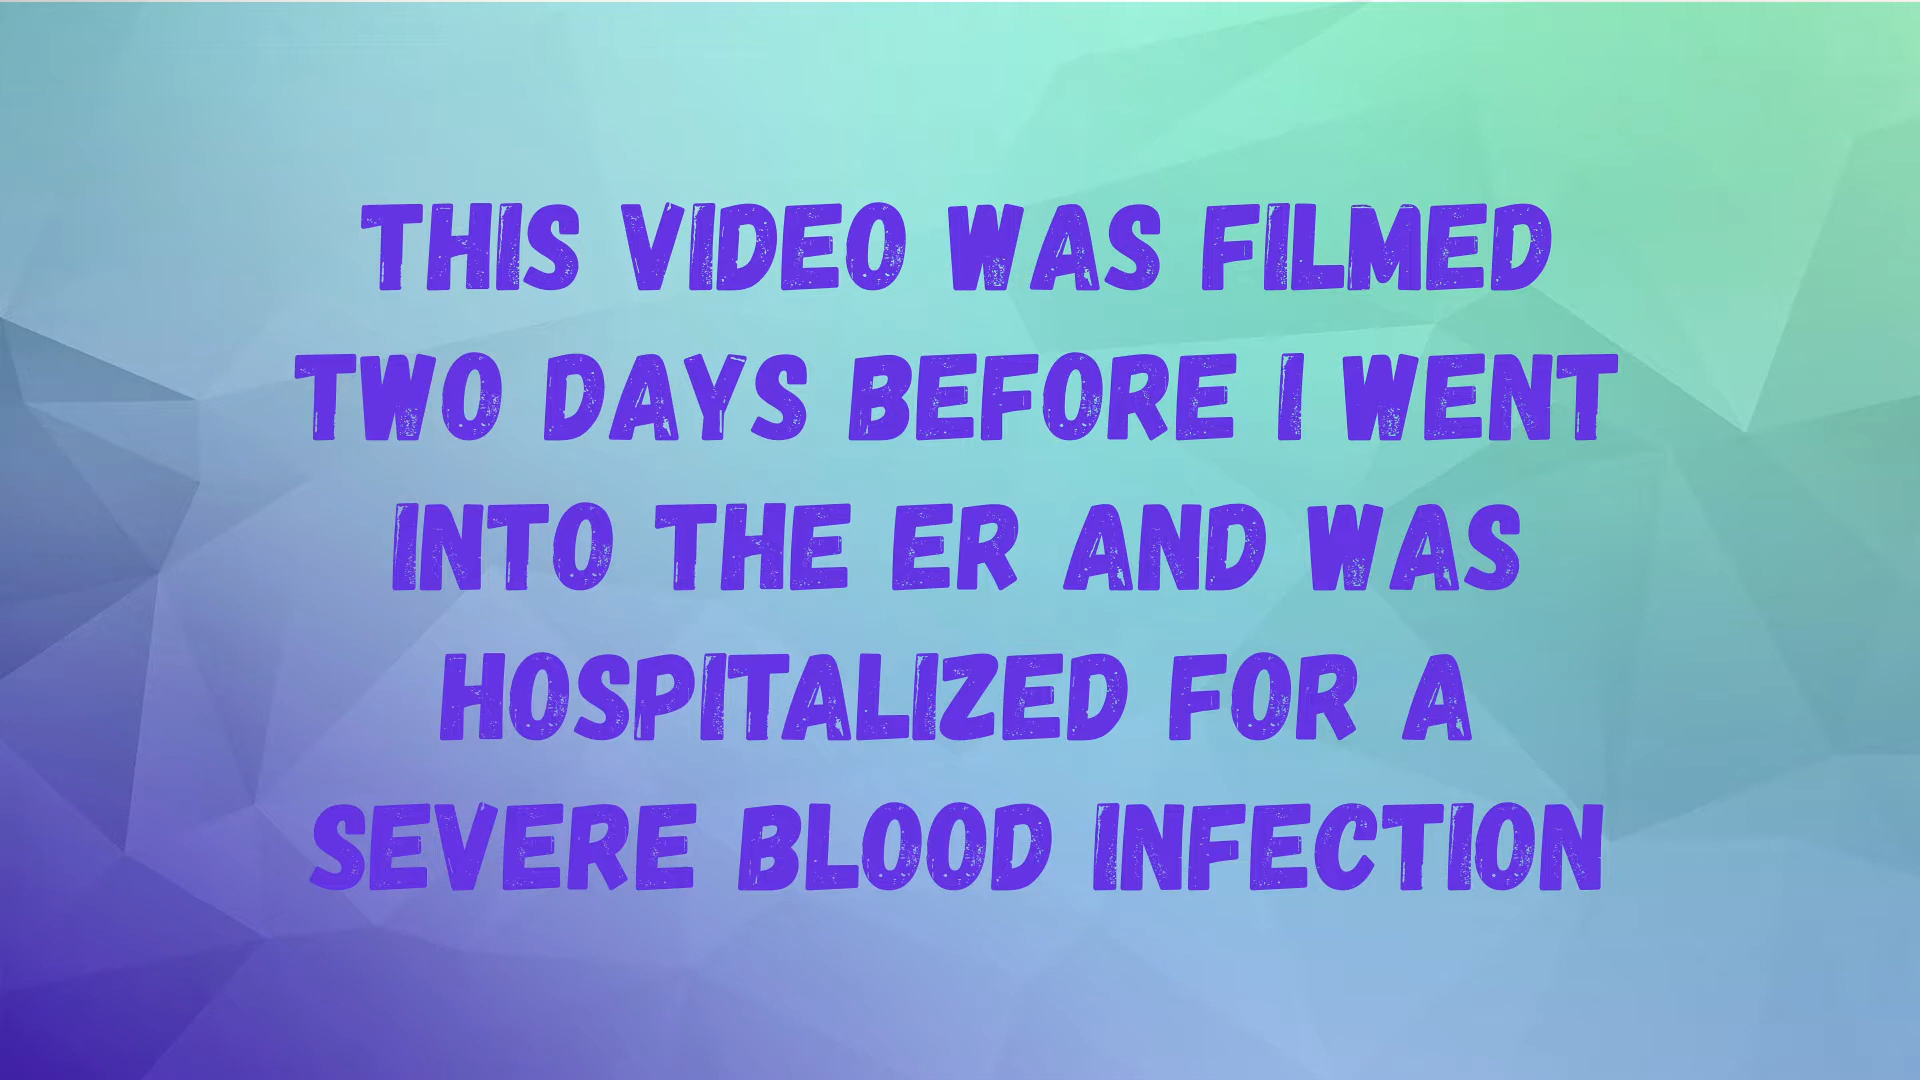 THIS VIDEO WAS FILMED
TWO DAYS BEFORE I WENT
INTO THE ER AND WAS
HOSPITALIZED FOR A
SEVERE BLOOD INFECTION